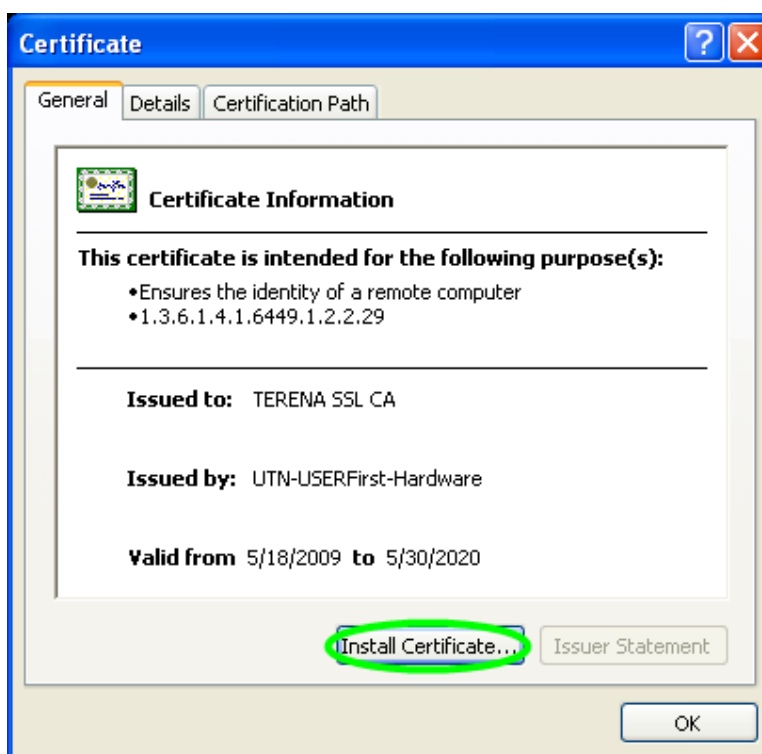 Certificate
General Details Certification Path
Certificate Information
This certificate is intended for the following purpose(s):
•Ensures the identity of a remote computer
•1.3.6.1.4.1.6449.1.2.2.29
Issued to: TERENA SSL CA
Issued by: UTN-USERFirst-Hardware
Valid from 5/18/2009 to 5/30/2020
Install Certificate... Issuer Statement
OK